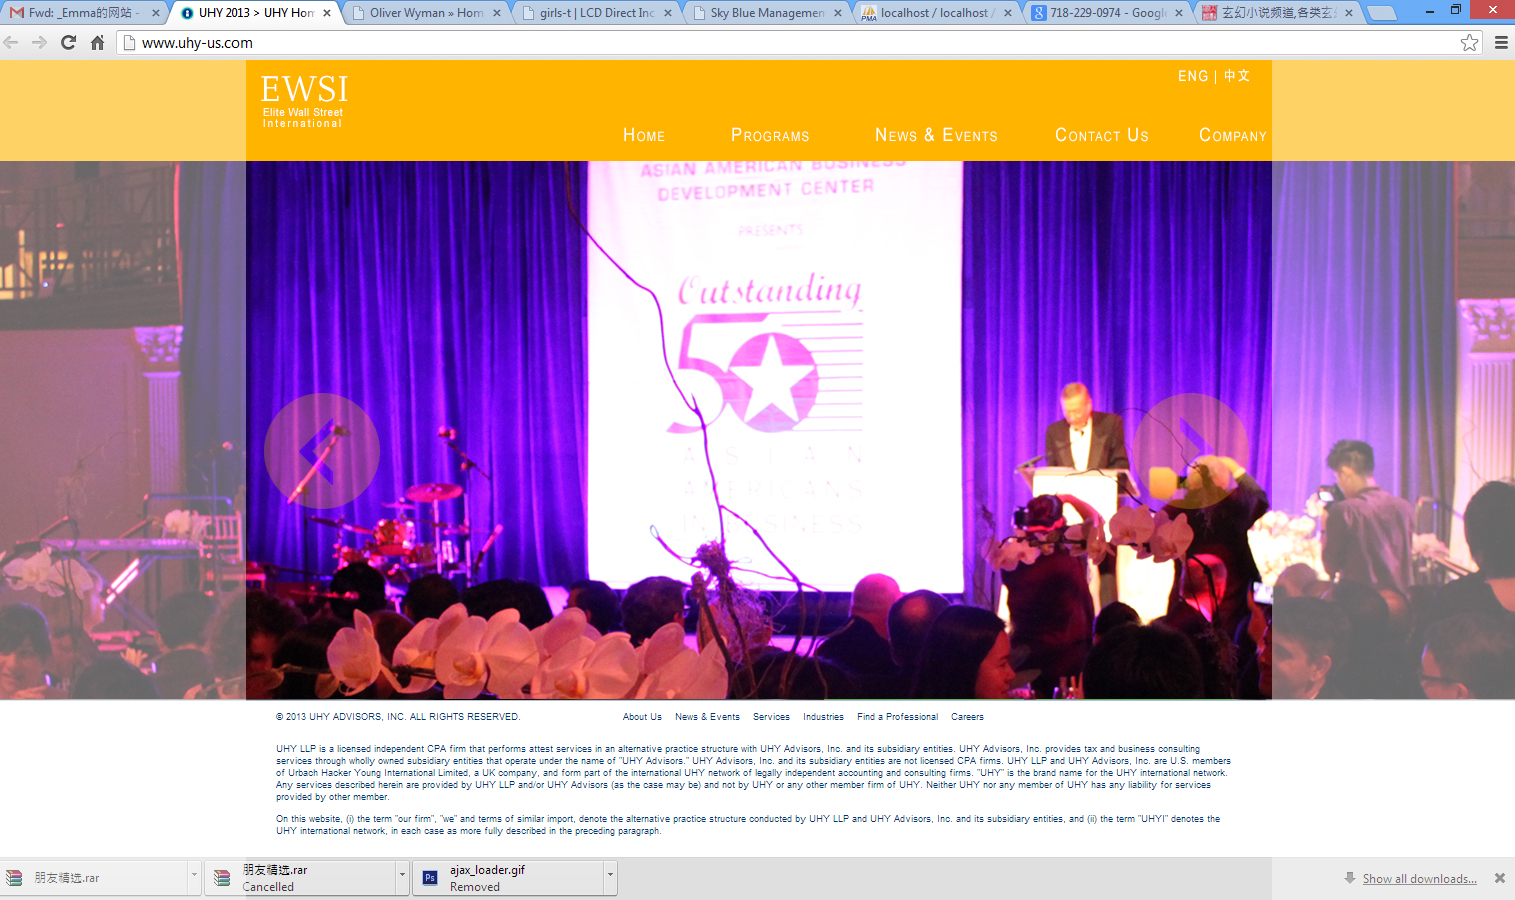 Fwd: _Emma的网站 -
UHY 2013 > UHY Hom
Oliver Wyman » Hom
girls-t | LCD Direct Inc
Sky Blue Managemen
localhost / localhost /
718-229-0974 - Google
玄幻小说频道,各类玄幻
www.uhy-us.com
EWSI
Elite Wall Street
International
ENG | 中文
HOME
PROGRAMS
NEWS & EVENTS
CONTACT US
COMPANY
ASIAN AMERICAN BUSINESS
DEVELOPMENT CENTER
PRESENTS
Outstanding
50
ASIAN
AMERICANS
IN BUSINESS
© 2013 UHY ADVISORS, INC. ALL RIGHTS RESERVED.
About Us News & Events Services Industries Find a Professional Careers
UHY LLP is a licensed independent CPA firm that performs attest services in an alternative practice structure with UHY Advisors, Inc. and its subsidiary entities. UHY Advisors, Inc. provides tax and business consulting
services through wholly owned subsidiary entities that operate under the name of "UHY Advisors." UHY Advisors, Inc. and its subsidiary entities are not licensed CPA firms. UHY LLP and UHY Advisors, Inc. are U.S. members
of Urbach Hacker Young International Limited, a UK company, and form part of the international UHY network of legally independent accounting and consulting firms. "UHY" is the brand name for the UHY international network.
Any services described herein are provided by UHY LLP and/or UHY Advisors (as the case may be) and not by UHY or any other member firm of UHY. Neither UHY nor any member of UHY has any liability for services
provided by other member.
On this website, (i) the term "our firm", "we" and terms of similar import, denote the alternative practice structure conducted by UHY LLP and UHY Advisors, Inc. and its subsidiary entities, and (ii) the term "UHYI" denotes the
UHY international network, in each case as more fully described in the preceding paragraph.
朋友精选.rar
朋友精选.rar
Cancelled
ajax_loader.gif
Removed
Show all downloads...